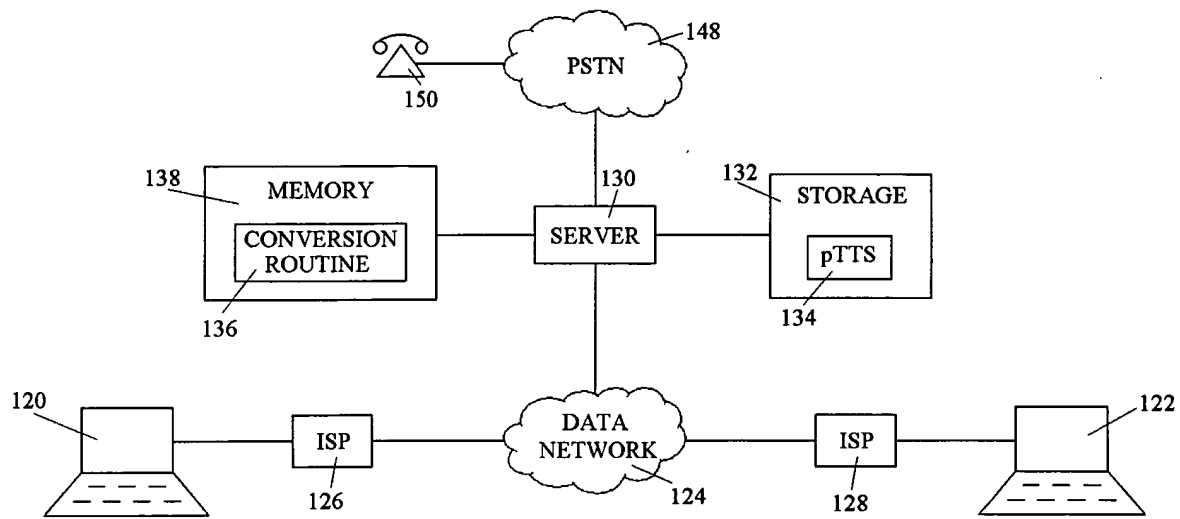 148
PSTN
150
138
MEMORY
CONVERSION
ROUTINE
136
130
SERVER
132
STORAGE
pTTS
134
120
ISP
126
DATA
NETWORK
124
ISP
128
122